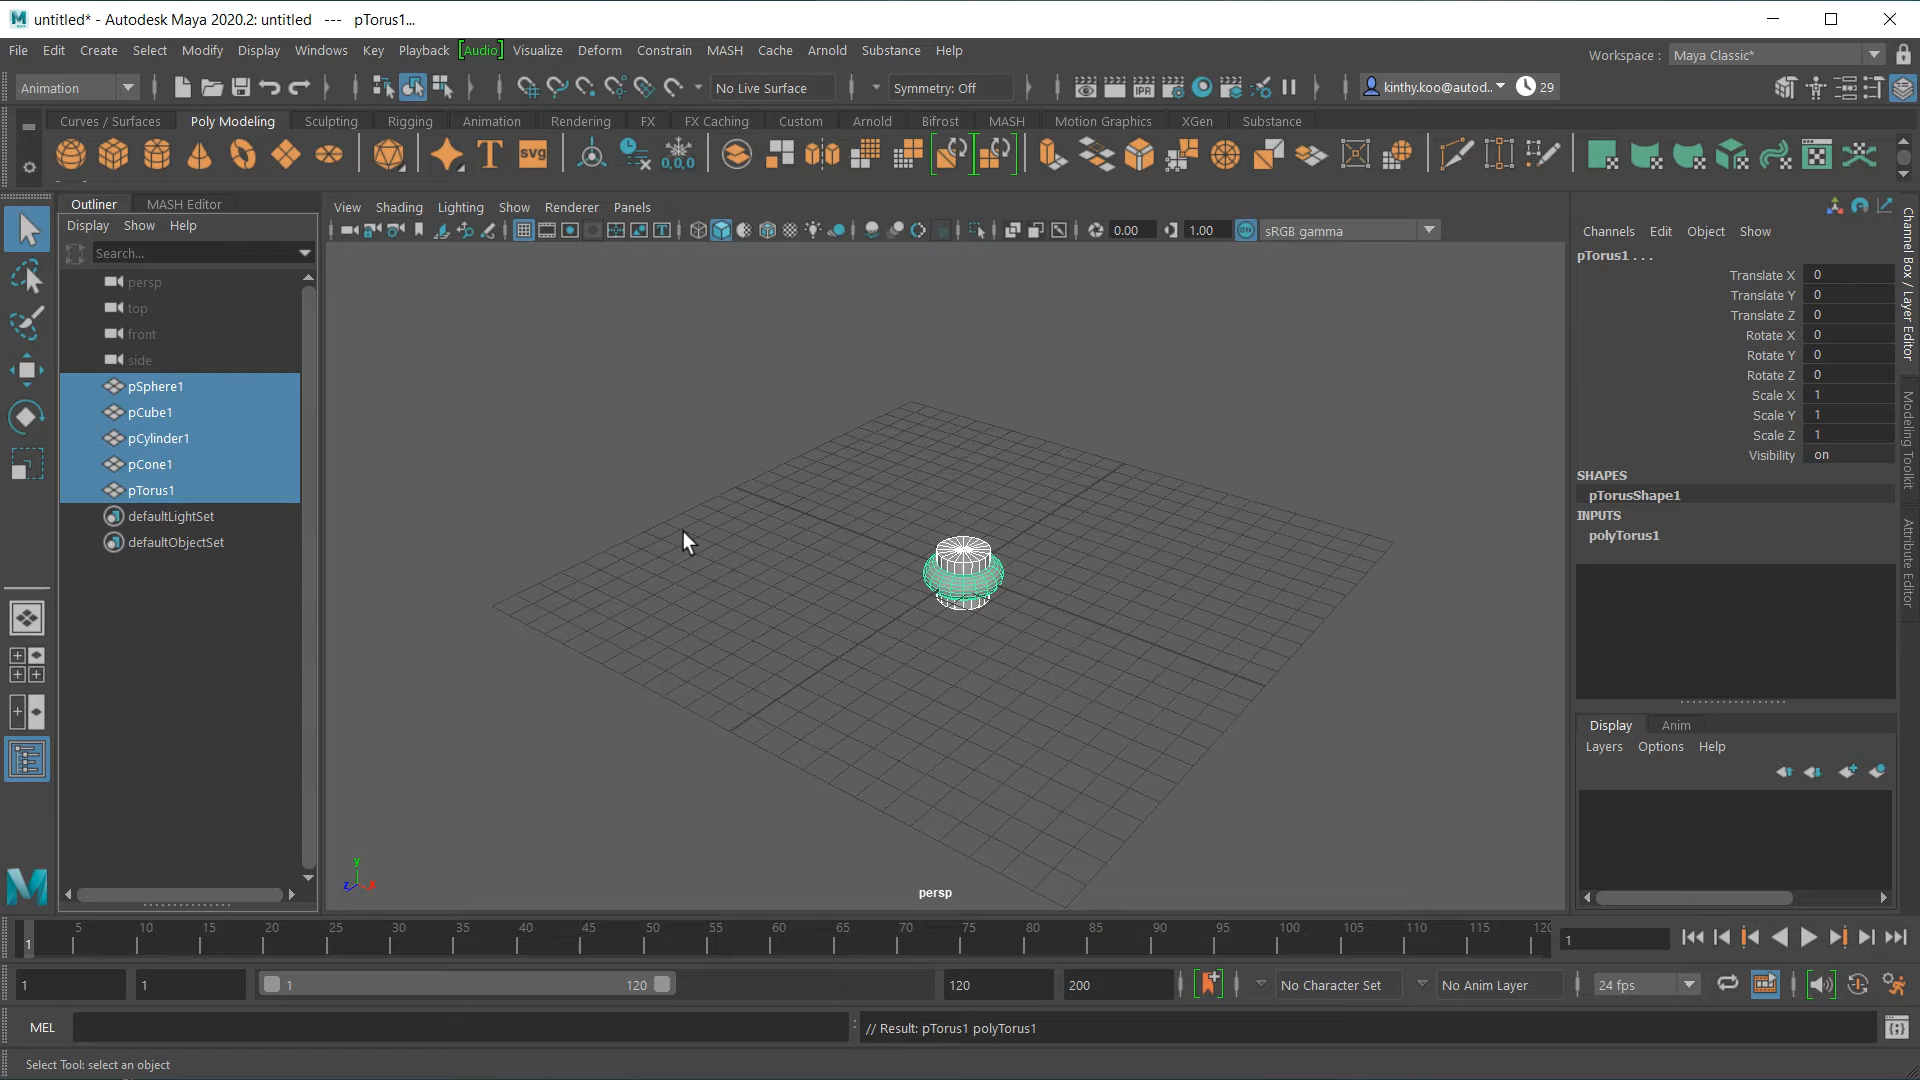 untitled* - Autodesk Maya 2020.2: untitled --- pTorus1...
File Edit Create Select Modify Display Windows Key Playback [Audio] Visualize Deform Constrain MASH Cache Arnold Substance Help
Workspace : Maya Classic*
Animation No Live Surface Symmetry: Off IPR kinthy.koo@autod.. 29
Curves / Surfaces Poly Modeling Sculpting Rigging Animation Rendering FX FX Caching Custom Arnold Bifrost MASH Motion Graphics XGen Substance
T SVG 0,0,0
Outliner MASH Editor
Display Show Help
Search...
persp
top
front
side
pSphere1
pCube1
pCylinder1
pCone1
pTorus1
defaultLightSet
defaultObjectSet
View Shading Lighting Show Renderer Panels
0.00 1.00 ON sRGB gamma
y
z
persp
Channels Edit Object Show
pTorus1 . . .
Translate X 0
Translate Y 0
Translate Z 0
Rotate X 0
Rotate Y 0
Rotate Z 0
Scale X 1
Scale Y 1
Scale Z 1
Visibility on
SHAPES
pTorusShape1
INPUTS
polyTorus1
Display Anim
Layers Options Help
Channel Box / Layer Editor
Modeling Toolkit
Attribute Editor
1 5 10 15 20 25 30 35 40 45 50 55 60 65 70 75 80 85 90 95 100 105 110 115 120
1
1 1 1 120 120 200 No Character Set No Anim Layer 24 fps
MEL // Result: pTorus1 polyTorus1
Select Tool: select an object